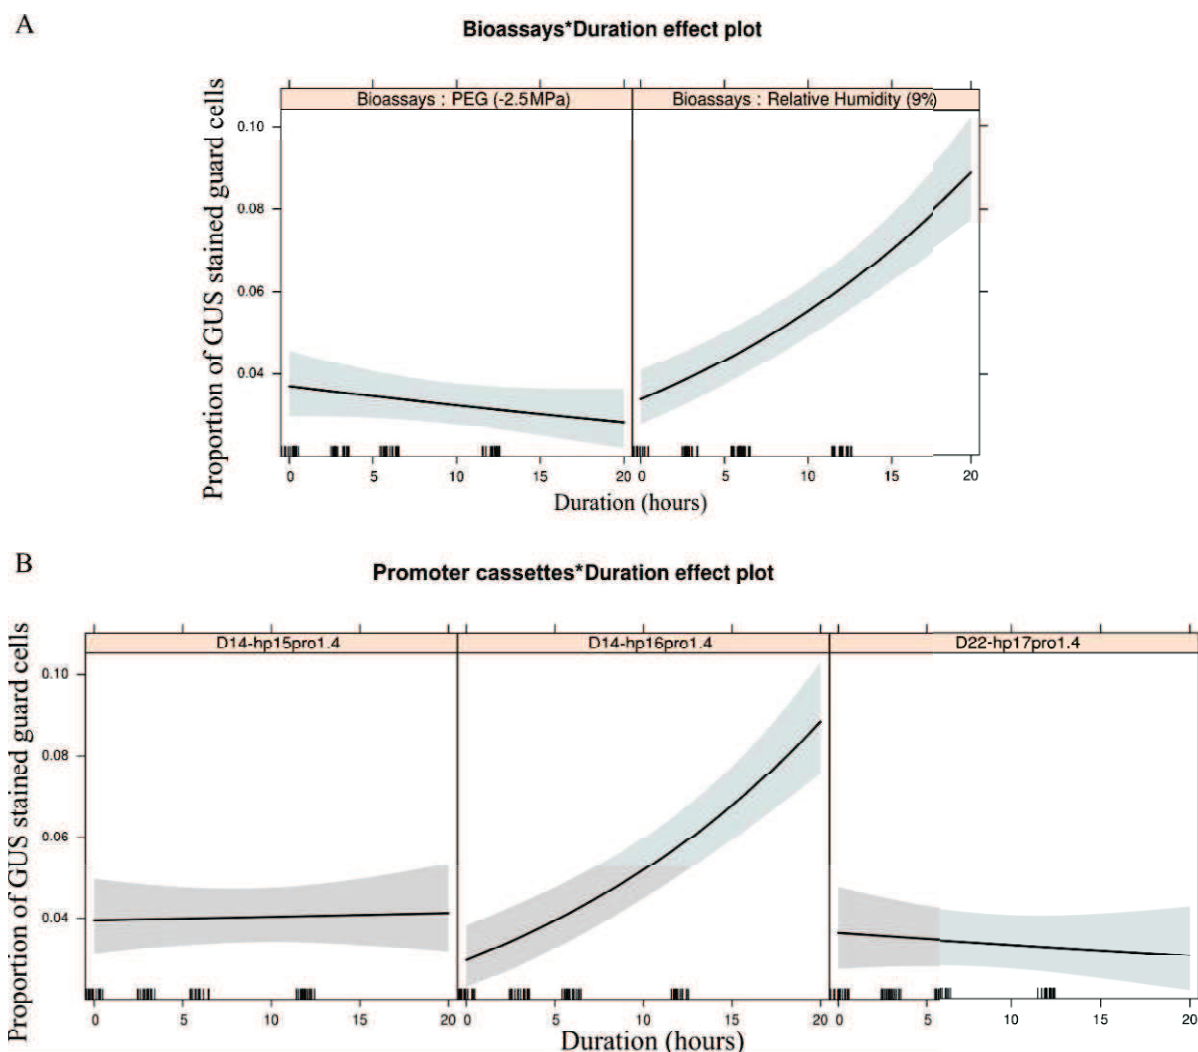 A
Bioassays*Duration effect plot
Bioassays : PEG (-2.5MPa)
Bioassays : Relative Humidity (9%)
Proportion of GUS stained guard cells
0.10
0.08
0.06
0.04
0 5 10 15 20
0 5 10 15 20
Duration (hours)
B
Promoter cassettes*Duration effect plot
D14-hp15pro1.4
D14-hp16pro1.4
D22-hp17pro1.4
Proportion of GUS stained guard cells
0.10
0.08
0.06
0.04
0 5 10 15 20
0 5 10 15 20
0 5 10 15 20
Duration (hours)